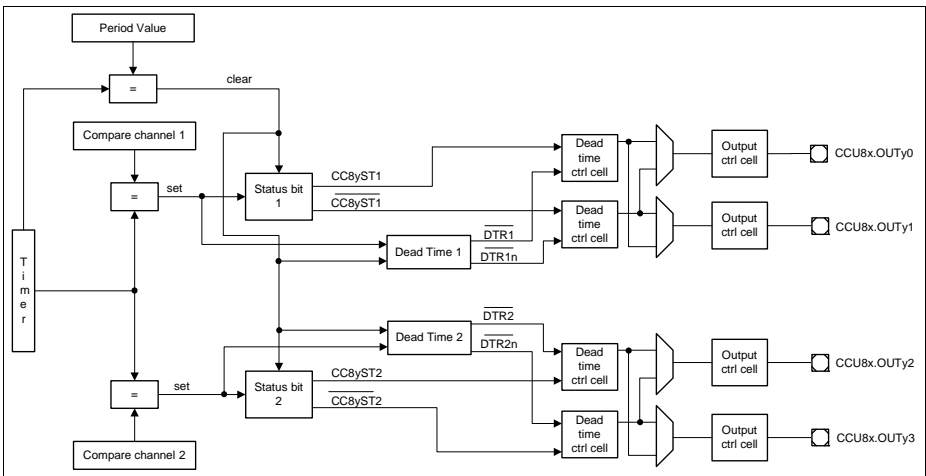 Period Value
=
clear
Compare channel 1
=
set
Status bit
1
CC8yST1
CC8yST1
Dead
time
ctrl cell
Output
ctrl cell
CCU8x.OUTy0
Dead
time
ctrl cell
Output
ctrl cell
CCU8x.OUTy1
DTR1
Dead Time 1
DTR1n
Timer
DTR2
Dead Time 2
DTR2n
=
set
Status bit
2
CC8yST2
CC8yST2
Dead
time
ctrl cell
Output
ctrl cell
CCU8x.OUTy2
Dead
time
ctrl cell
Output
ctrl cell
CCU8x.OUTy3
Compare channel 2